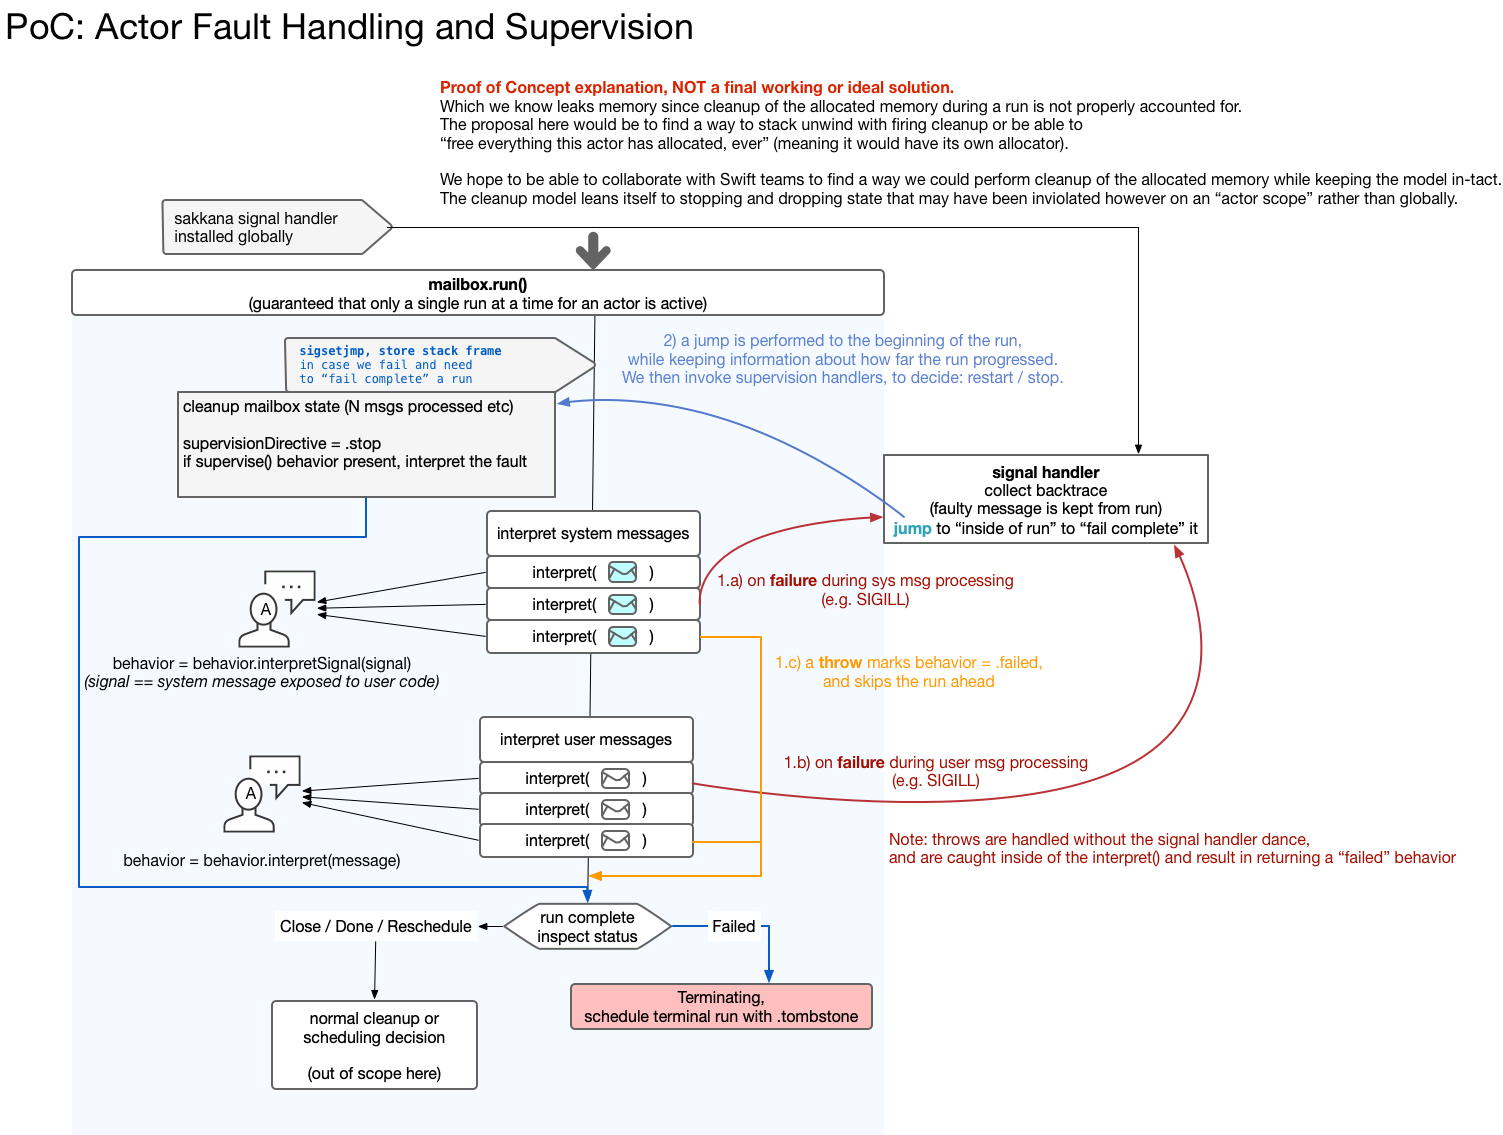 PoC: Actor Fault Handling and Supervision
Proof of Concept explanation, NOT a final working or ideal solution.
Which we know leaks memory since cleanup of the allocated memory during a run is not properly accounted for.
The proposal here would be to find a way to stack unwind with firing cleanup or be able to
“free everything this actor has allocated, ever” (meaning it would have its own allocator).
We hope to be able to collaborate with Swift teams to find a way we could perform cleanup of the allocated memory while keeping the model in-tact.
The cleanup model leans itself to stopping and dropping state that may have been inviolated however on an “actor scope” rather than globally.
sakkana signal handler
installed globally
mailbox.run()
(guaranteed that only a single run at a time for an actor is active)
sigsetjmp, store stack frame
in case we fail and need
to “fail complete” a run
2) a jump is performed to the beginning of the run,
while keeping information about how far the run progressed.
We then invoke supervision handlers, to decide: restart / stop.
cleanup mailbox state (N msgs processed etc)
supervisionDirective = .stop
if supervise() behavior present, interpret the fault
signal handler
collect backtrace
(faulty message is kept from run)
jump to “inside of run” to “fail complete” it
interpret system messages
interpret( )
interpret( )
interpret( )
1.a) on failure during sys msg processing
(e.g. SIGILL)
A
behavior = behavior.interpretSignal(signal)
(signal == system message exposed to user code)
1.c) a throw marks behavior = .failed,
and skips the run ahead
interpret user messages
interpret( )
interpret( )
interpret( )
1.b) on failure during user msg processing
(e.g. SIGILL)
A
behavior = behavior.interpret(message)
Note: throws are handled without the signal handler dance,
and are caught inside of the interpret() and result in returning a “failed” behavior
Close / Done / Reschedule
run complete
inspect status
Failed
Terminating,
schedule terminal run with .tombstone
normal cleanup or
scheduling decision
(out of scope here)